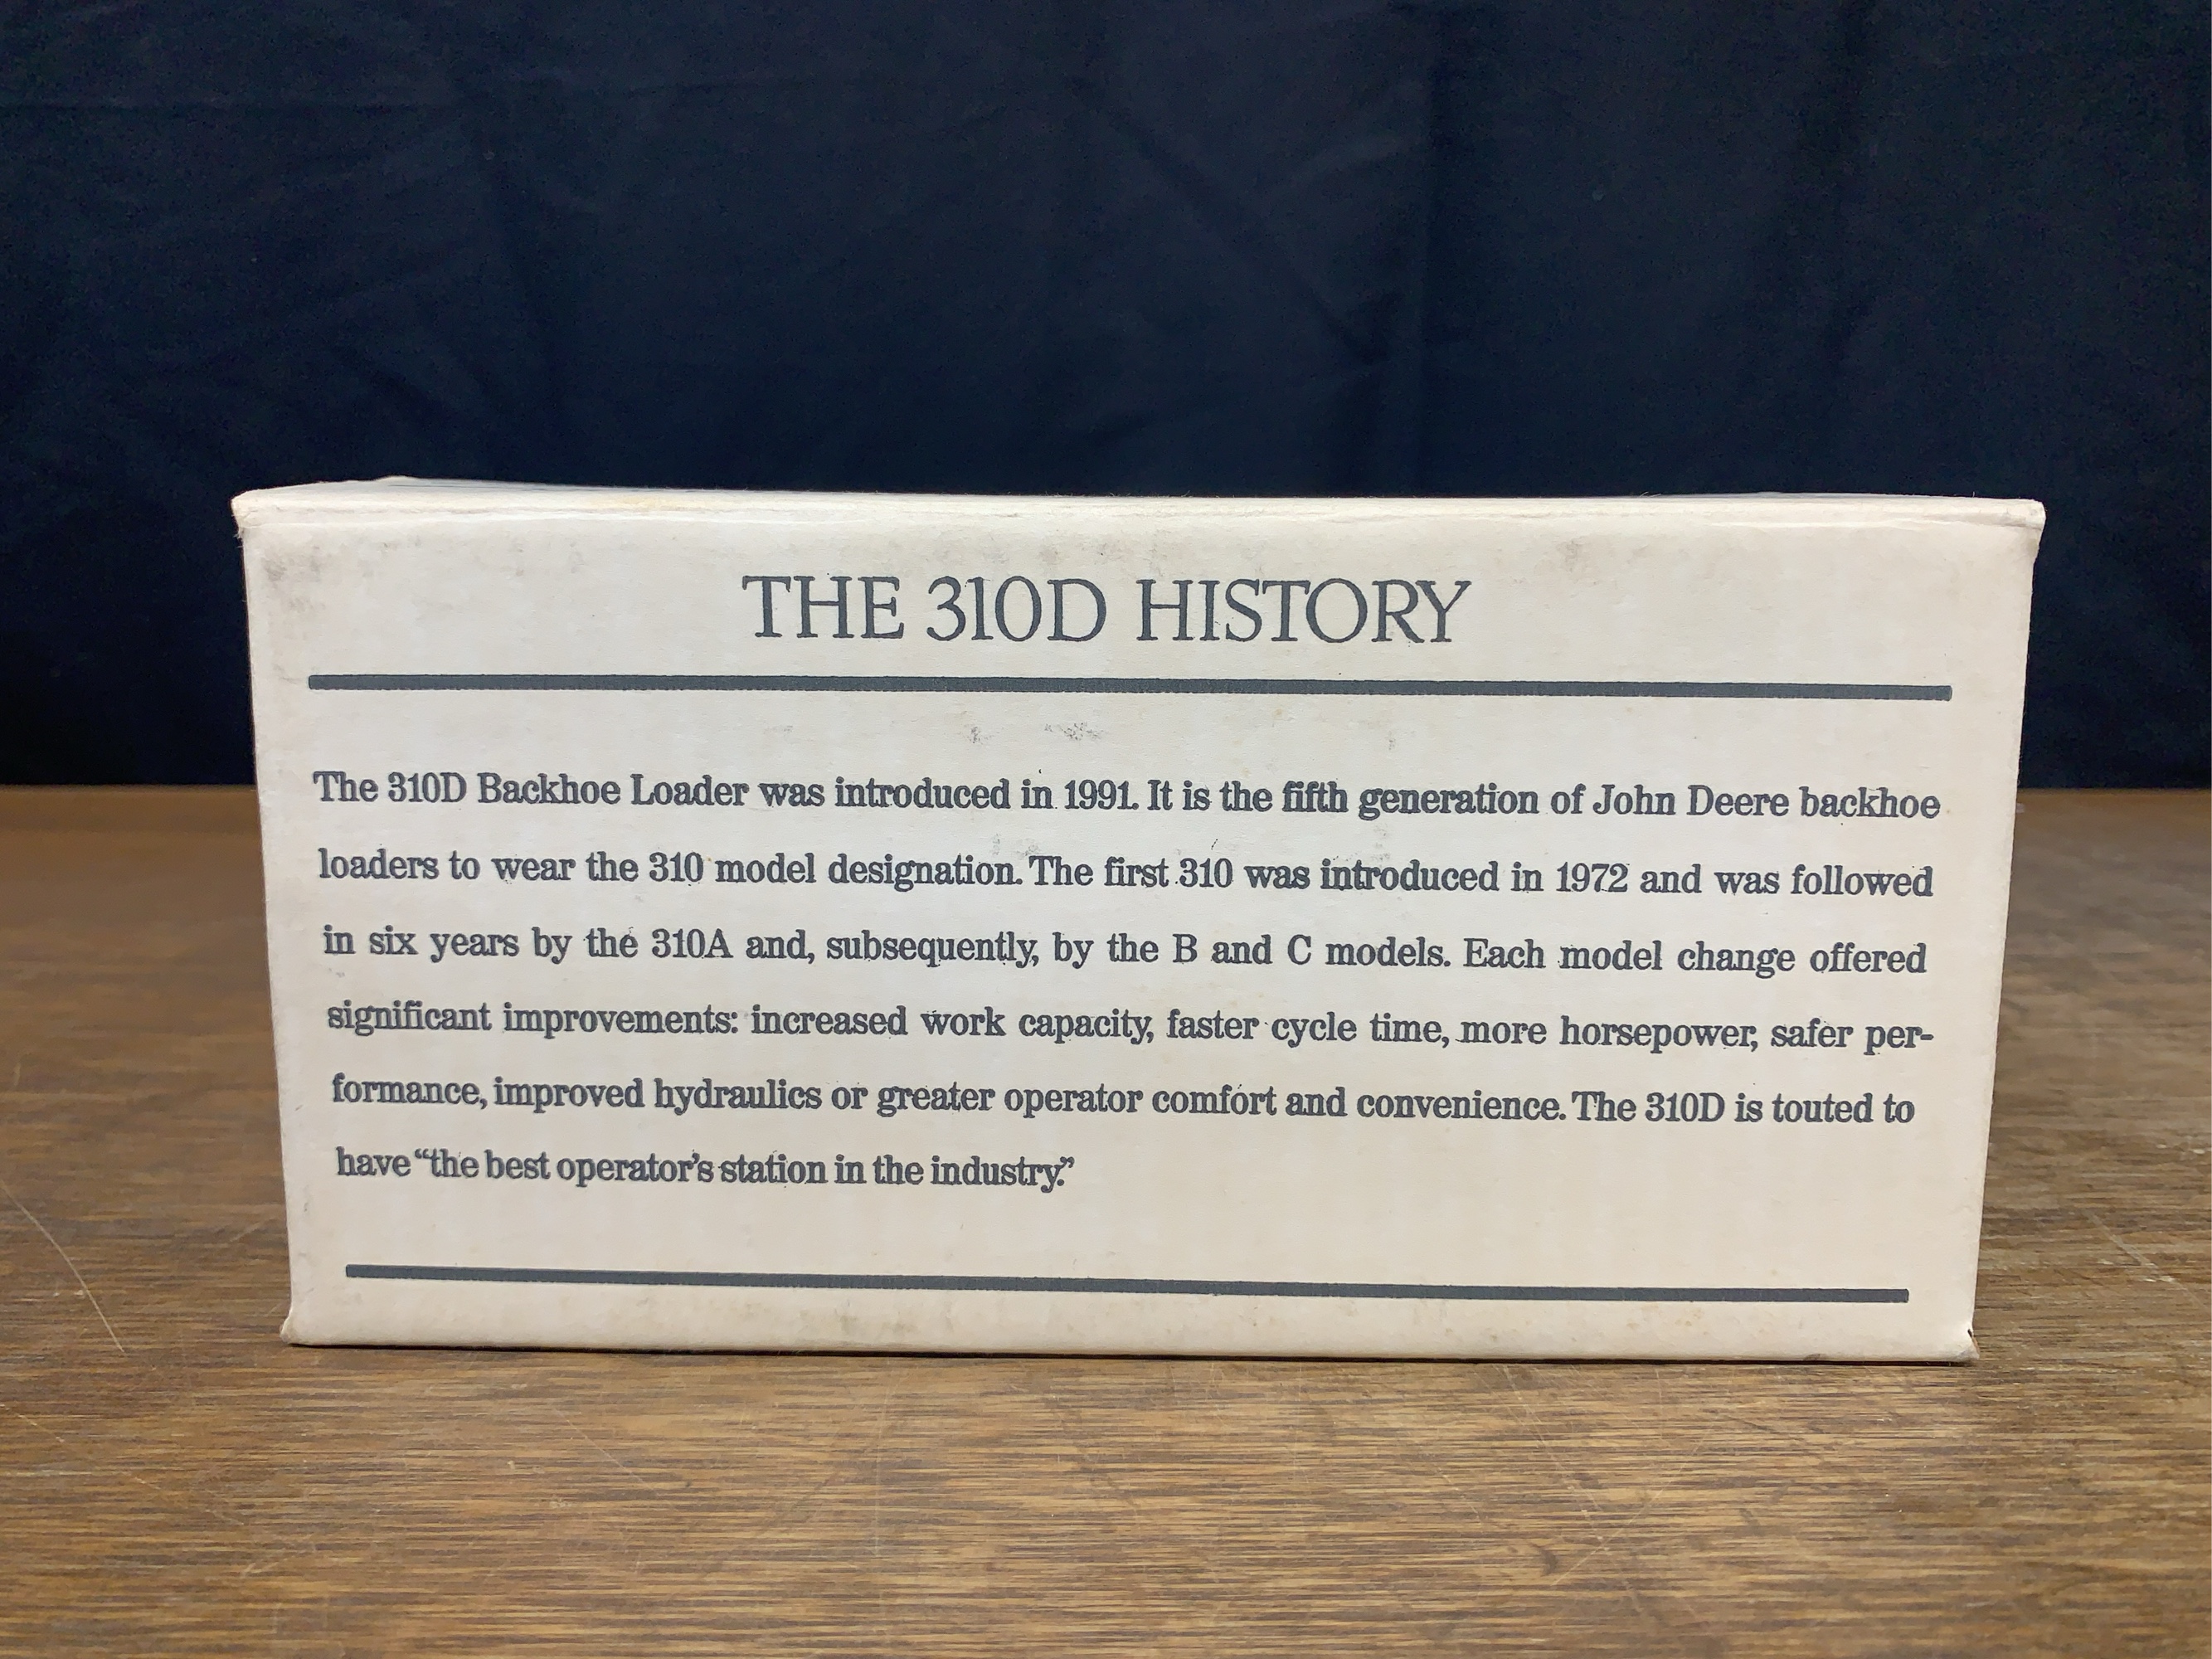 THE 310D HISTORY
The 310D Backhoe Loader was introduced in 1991. It is the fifth generation of John Deere backhoe
loaders to wear the 310 model designation. The first 310 was introduced in 1972 and was followed
in six years by the 310A and, subsequently, by the B and C models. Each model change offered
significant improvements: increased work capacity, faster cycle time, more horsepower, safer per-
formance, improved hydraulics or greater operator comfort and convenience. The 310D is touted to
have “the best operator’s station in the industry.”